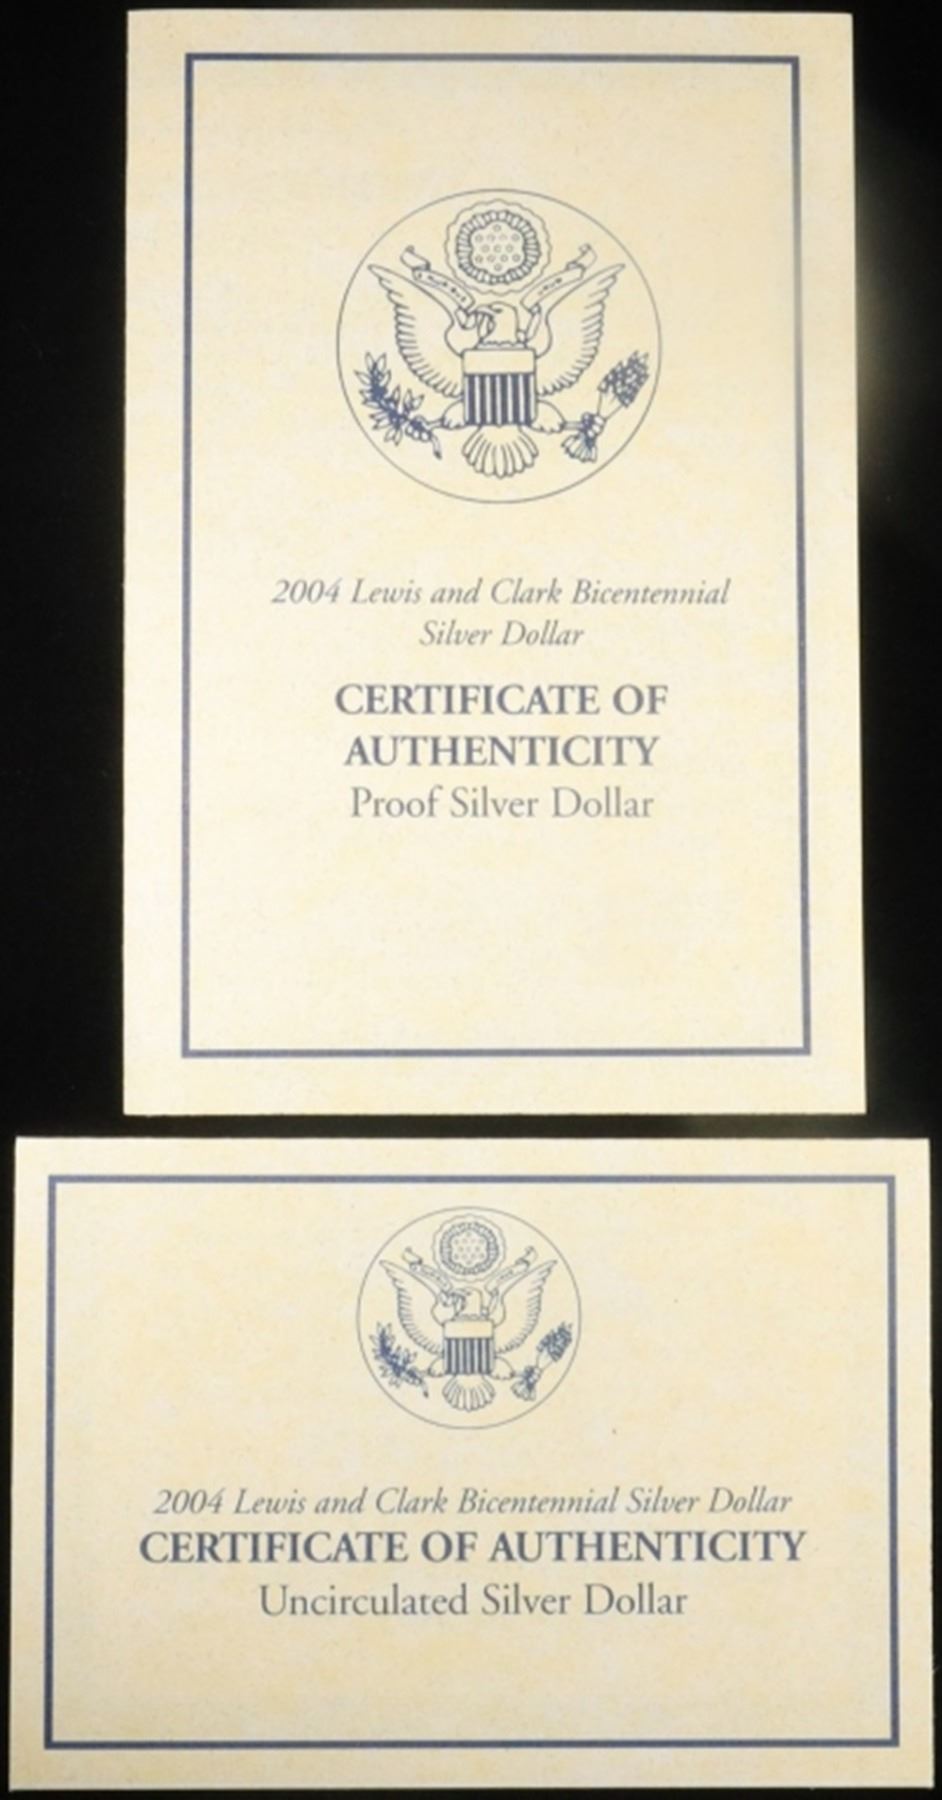 2004 Lewis and Clark Bicentennial
Silver Dollar
CERTIFICATE OF
AUTHENTICITY
Proof Silver Dollar
2004 Lewis and Clark Bicentennial Silver Dollar
CERTIFICATE OF AUTHENTICITY
Uncirculated Silver Dollar